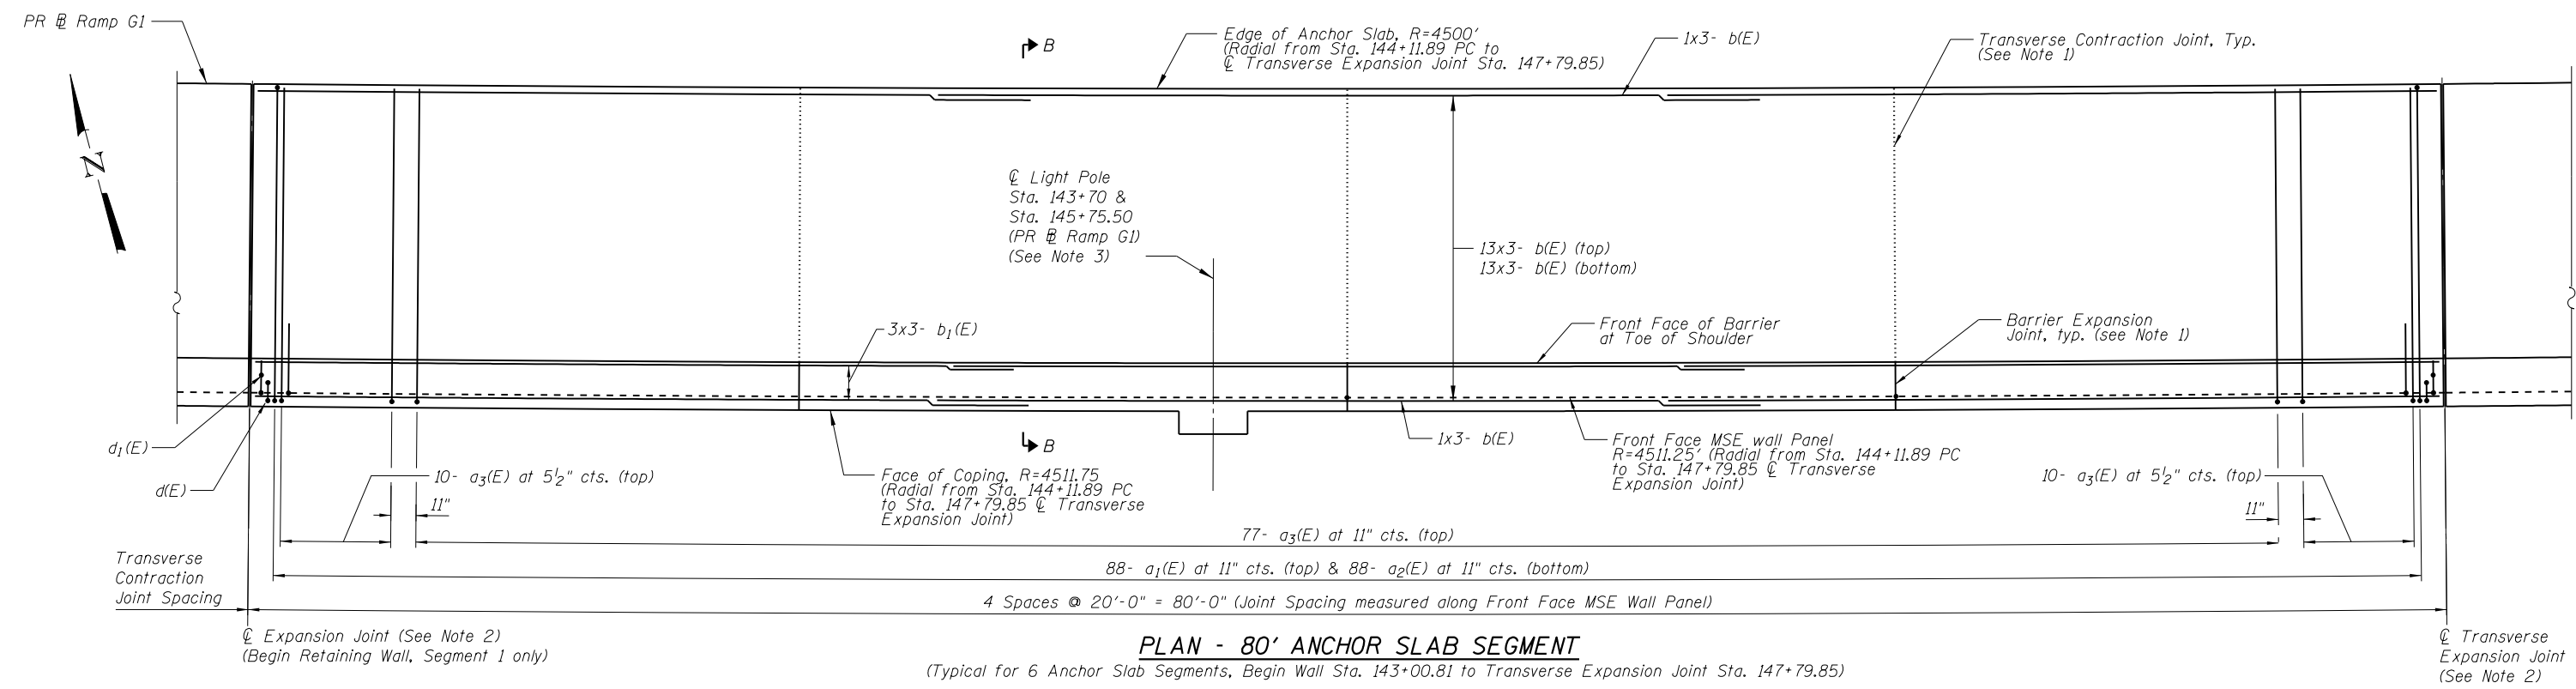 PR ℄ Ramp G1
B
Edge of Anchor Slab, R=4500'
(Radial from Sta. 144+11.89 PC to
℄ Transverse Expansion Joint Sta. 147+79.85)
1x3- b(E)
Transverse Contraction Joint, Typ.
(See Note 1)
N
℄ Light Pole
Sta. 143+70 &
Sta. 145+75.50
(PR ℄ Ramp G1)
(See Note 3)
13x3- b(E) (top)
13x3- b(E) (bottom)
3x3- b₁(E)
Front Face of Barrier
at Toe of Shoulder
Barrier Expansion
Joint, typ. (see Note 1)
d₁(E)
d(E)
10- a₃(E) at 5½" cts. (top)
11"
B
Face of Coping, R=4511.75
(Radial from Sta. 144+11.89 PC
to Sta. 147+79.85 ℄ Transverse
Expansion Joint)
1x3- b(E)
Front Face MSE wall Panel
R=4511.25' (Radial from Sta. 144+11.89 PC
to Sta. 147+79.85 ℄ Transverse
Expansion Joint)
10- a₃(E) at 5½" cts. (top)
11"
77- a₃(E) at 11" cts. (top)
88- a₁(E) at 11" cts. (top) & 88- a₂(E) at 11" cts. (bottom)
Transverse
Contraction
Joint Spacing
4 Spaces @ 20'-0" = 80'-0" (Joint Spacing measured along Front Face MSE Wall Panel)
℄ Expansion Joint (See Note 2)
(Begin Retaining Wall, Segment 1 only)
PLAN - 80' ANCHOR SLAB SEGMENT
(Typical for 6 Anchor Slab Segments, Begin Wall Sta. 143+00.81 to Transverse Expansion Joint Sta. 147+79.85)
℄ Transverse
Expansion Joint
(See Note 2)